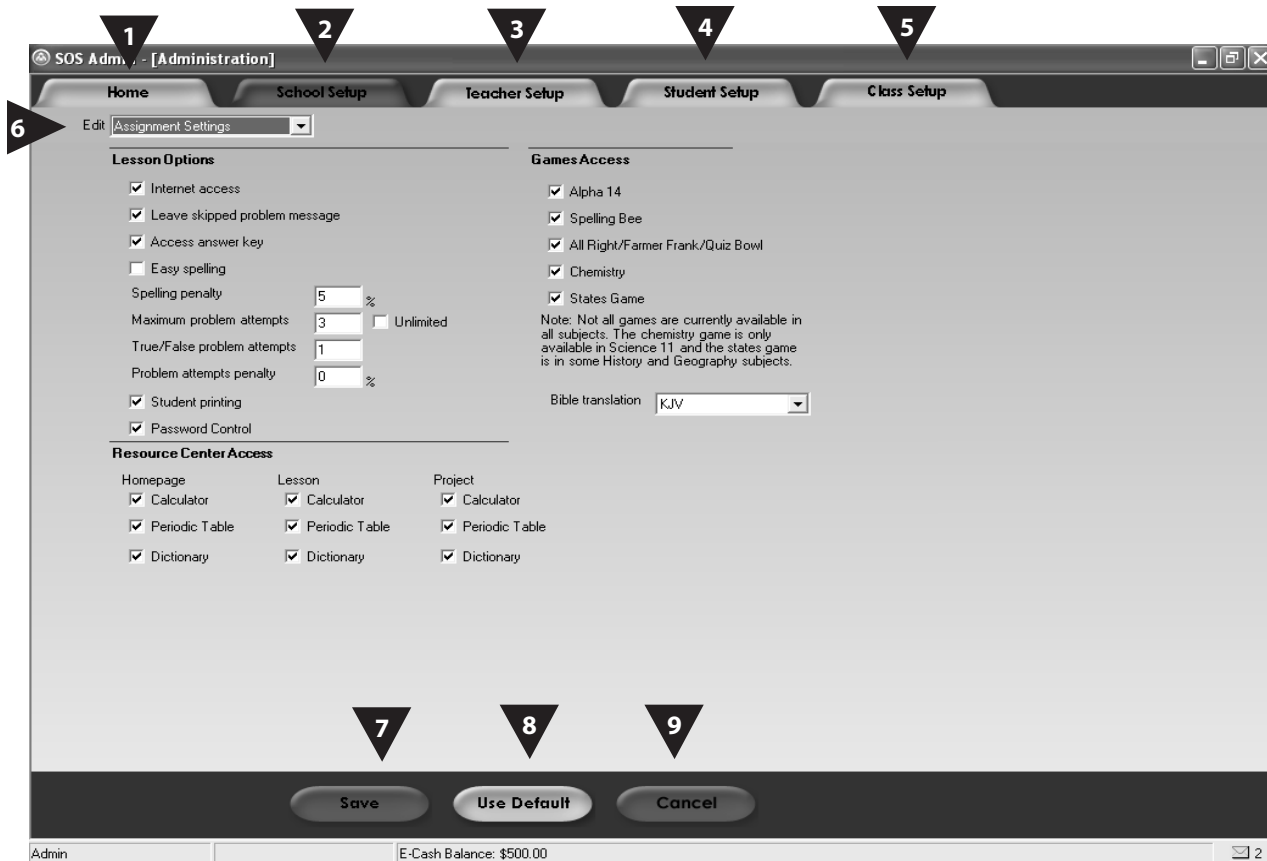 1 2 3 4 5
SOS Admin - [Administration]
Home School Setup Teacher Setup Student Setup Class Setup
6 Edit Assignment Settings
Lesson Options
Internet access
Leave skipped problem message
Access answer key
Easy spelling
Spelling penalty 5 %
Maximum problem attempts 3 Unlimited
True/False problem attempts 1
Problem attempts penalty 0 %
Student printing
Password Control
Games Access
Alpha 14
Spelling Bee
All Right/Farmer Frank/Quiz Bowl
Chemistry
States Game
Note: Not all games are currently available in
all subjects. The chemistry game is only
available in Science 11 and the states game
is in some History and Geography subjects.
Bible translation KJV
Resource Center Access
Homepage Lesson Project
Calculator Calculator Calculator
Periodic Table Periodic Table Periodic Table
Dictionary Dictionary Dictionary
7 8 9
Save Use Default Cancel
Admin E-Cash Balance: $500.00 2